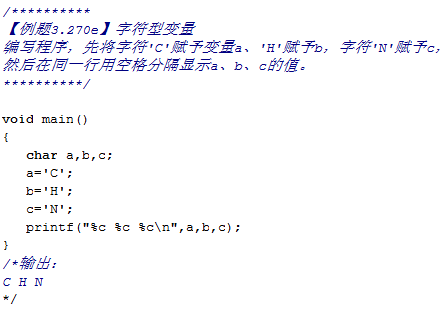 /**********
【例题3.270e】字符型变量
编写程序，先将字符'C'赋予变量a、'H'赋予b，字符'N'赋予c，
然后在同一行用空格分隔显示a、b、c的值。
**********/
void main()
{
char a,b,c;
a='C';
b='H';
c='N';
printf("%c %c %c\n",a,b,c);
}
/*输出：
C H N
*/